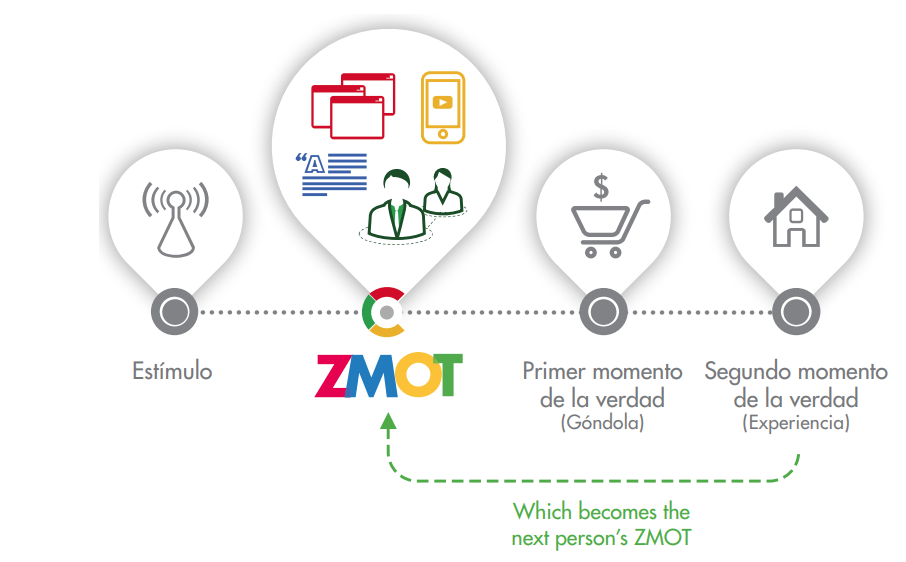 “A
$
Estímulo
ZMOT
Primer momento
de la verdad
(Góndola)
Segundo momento
de la verdad
(Experiencia)
Which becomes the
next person’s ZMOT